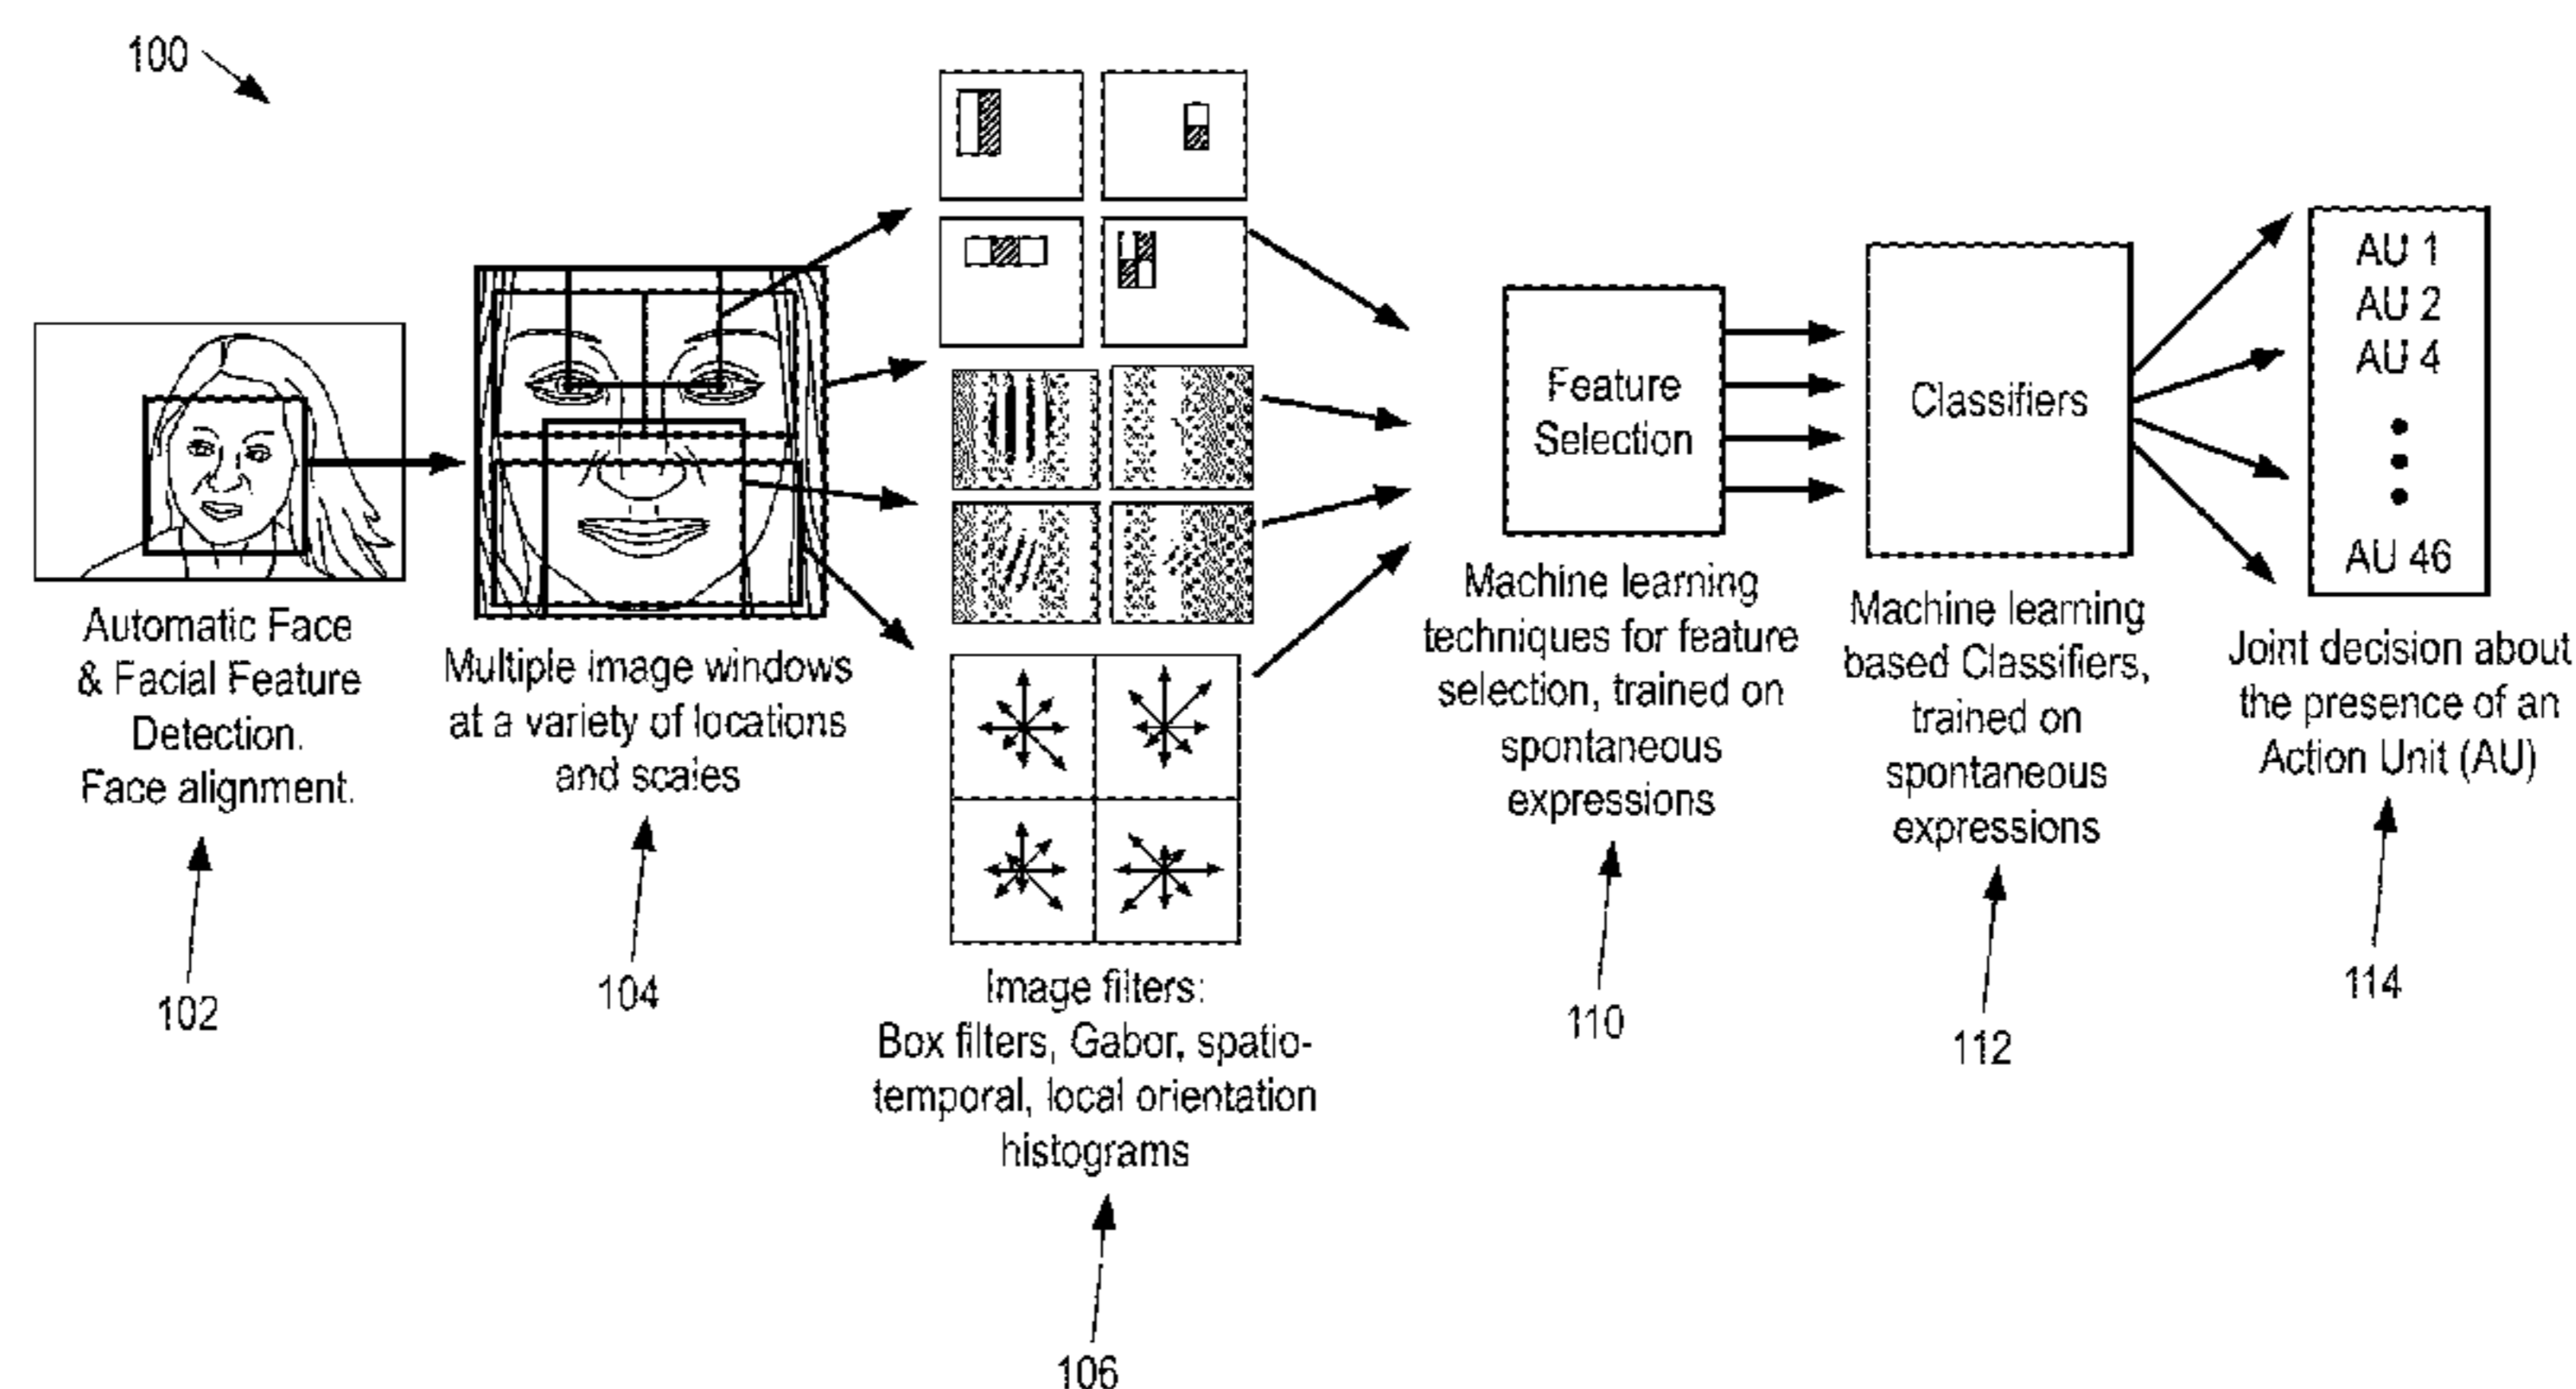 100
Automatic Face
& Facial Feature
Detection.
Face alignment.
102
Multiple image windows
at a variety of locations
and scales
104
Image filters:
Box filters, Gabor, spatio-
temporal, local orientation
histograms
106
Feature
Selection
Machine learning
techniques for feature
selection, trained on
spontaneous
expressions
110
Classifiers
Machine learning
based Classifiers,
trained on
spontaneous
expressions
112
AU 1
AU 2
AU 4
AU 46
Joint decision about
the presence of an
Action Unit (AU)
114